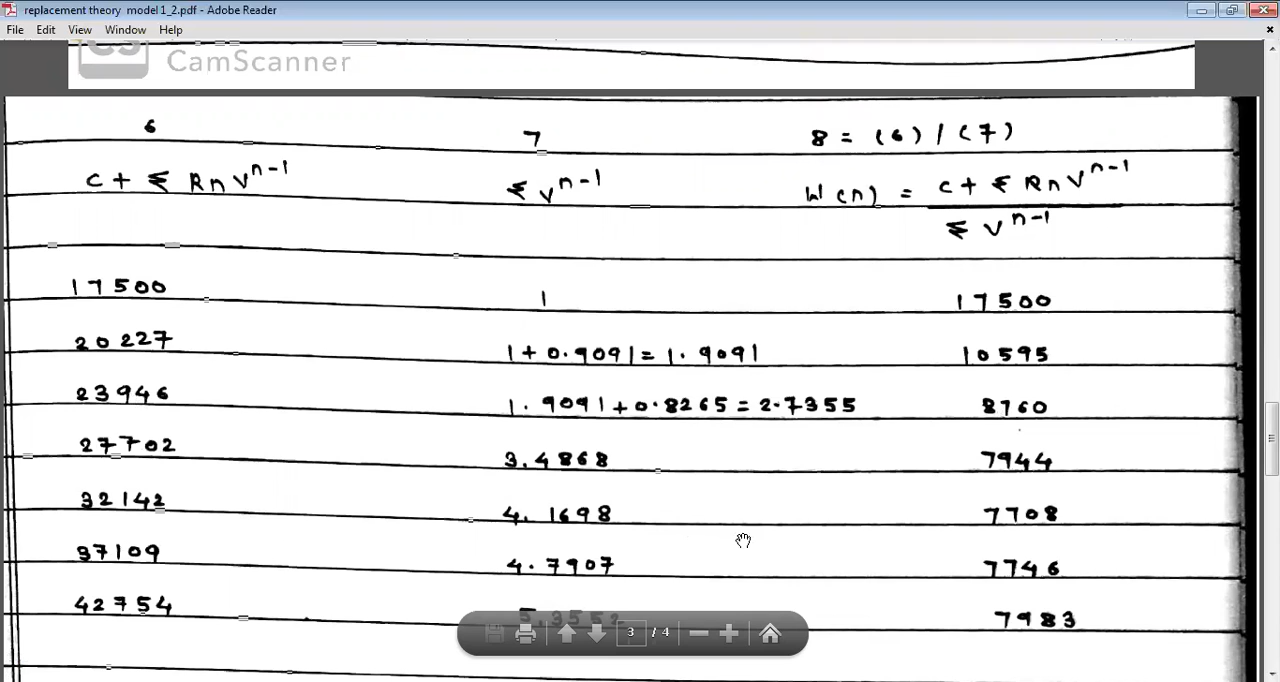 replacement theory model 1_2.pdf - Adobe Reader
File Edit View Window Help
CS CamScanner
6 7 8 = (6) / (7)
C + Σ Rn V^n-1 Σ V^n-1 W(n) = C + Σ Rn V^n-1 / Σ V^n-1
17500 1 17500
20227 1 + 0.9091 = 1.9091 10595
23946 1.9091 + 0.8265 = 2.7355 8760
27702 3.4868 7944
32142 4.1698 7708
37109 4.7907 7746
42754 7983
3 / 4